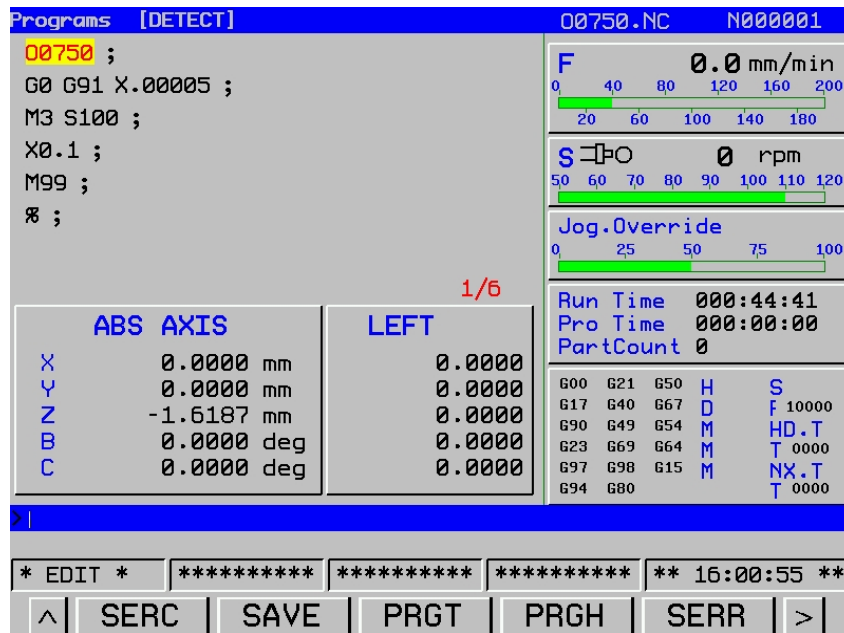 Programs [DETECT] O0750.NC N000001
O0750 ;
G0 G91 X.00005 ;
M3 S100 ;
X0.1 ;
M99 ;
% ;
1/6
ABS AXIS LEFT
X 0.0000 mm 0.0000
Y 0.0000 mm 0.0000
Z -1.6187 mm 0.0000
B 0.0000 deg 0.0000
C 0.0000 deg 0.0000
F 0.0 mm/min
0 40 80 120 160 200
20 60 100 140 180
S 0 rpm
50 60 70 80 90 100 110 120
Jog.Override
0 25 50 75 100
Run Time 000:44:41
Pro Time 000:00:00
PartCount 0
G00 G21 G50 H S
G17 G40 G67 D F 10000
G90 G49 G54 M HD.T
G23 G69 G64 M T 0000
G97 G98 G15 M NX.T
G94 G80 T 0000
>
* EDIT * ********** ********** ********** ** 16:00:55 **
^ SERC SAVE PRGT PRGH SERR >